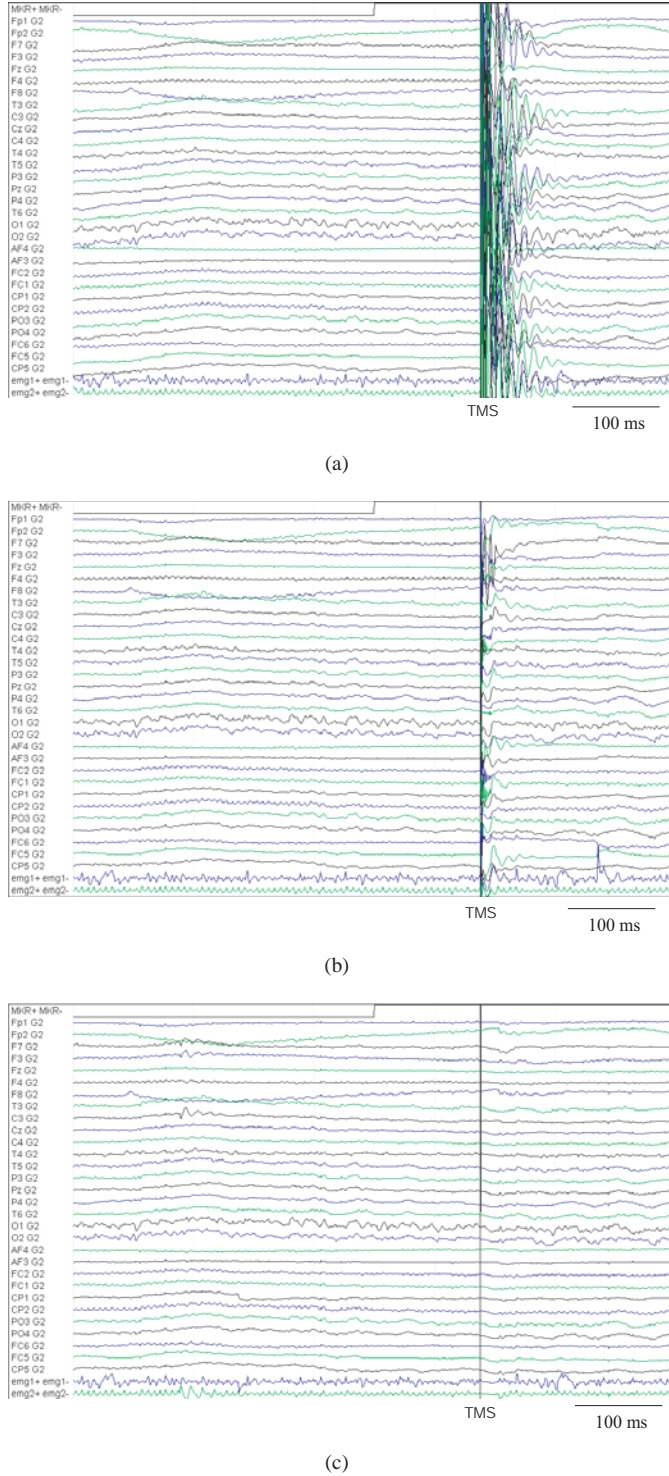 MKR+ MKR-
Fp1 G2
Fp2 G2
F7 G2
F3 G2
Fz G2
F4 G2
F8 G2
T3 G2
C3 G2
Cz G2
C4 G2
T4 G2
T5 G2
P3 G2
Pz G2
P4 G2
T6 G2
O1 G2
O2 G2
AF4 G2
AF3 G2
FC2 G2
FC1 G2
CP1 G2
CP2 G2
PO3 G2
PO4 G2
FC6 G2
FC5 G2
CP5 G2
emg1+ emg1-
emg2+ emg2-
TMS
100 ms
(a)
MKR+ MKR-
Fp1 G2
Fp2 G2
F7 G2
F3 G2
Fz G2
F4 G2
F8 G2
T3 G2
C3 G2
Cz G2
C4 G2
T4 G2
T5 G2
P3 G2
Pz G2
P4 G2
T6 G2
O1 G2
O2 G2
AF4 G2
AF3 G2
FC2 G2
FC1 G2
CP1 G2
CP2 G2
PO3 G2
PO4 G2
FC6 G2
FC5 G2
CP5 G2
emg1+ emg1-
emg2+ emg2-
TMS
100 ms
(b)
MKR+ MKR-
Fp1 G2
Fp2 G2
F7 G2
F3 G2
Fz G2
F4 G2
F8 G2
T3 G2
C3 G2
Cz G2
C4 G2
T4 G2
T5 G2
P3 G2
Pz G2
P4 G2
T6 G2
O1 G2
O2 G2
AF4 G2
AF3 G2
FC2 G2
FC1 G2
CP1 G2
CP2 G2
PO3 G2
PO4 G2
FC6 G2
FC5 G2
CP5 G2
emg1+ emg1-
emg2+ emg2-
TMS
100 ms
(c)